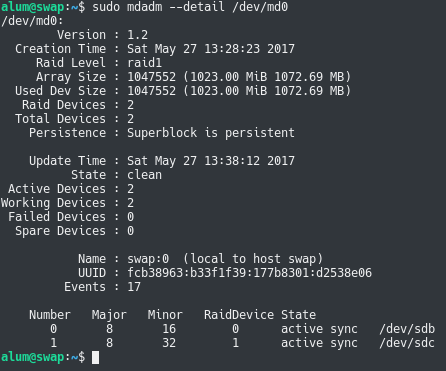 alum@swap:~$ sudo mdadm --detail /dev/md0
/dev/md0:
Version : 1.2
Creation Time : Sat May 27 13:28:23 2017
Raid Level : raid1
Array Size : 1047552 (1023.00 MiB 1072.69 MB)
Used Dev Size : 1047552 (1023.00 MiB 1072.69 MB)
Raid Devices : 2
Total Devices : 2
Persistence : Superblock is persistent
Update Time : Sat May 27 13:38:12 2017
State : clean
Active Devices : 2
Working Devices : 2
Failed Devices : 0
Spare Devices : 0
Name : swap:0 (local to host swap)
UUID : fcb38963:b33f1f39:177b8301:d2538e06
Events : 17
Number Major Minor RaidDevice State
0 8 16 0 active sync /dev/sdb
1 8 32 1 active sync /dev/sdc
alum@swap:~$